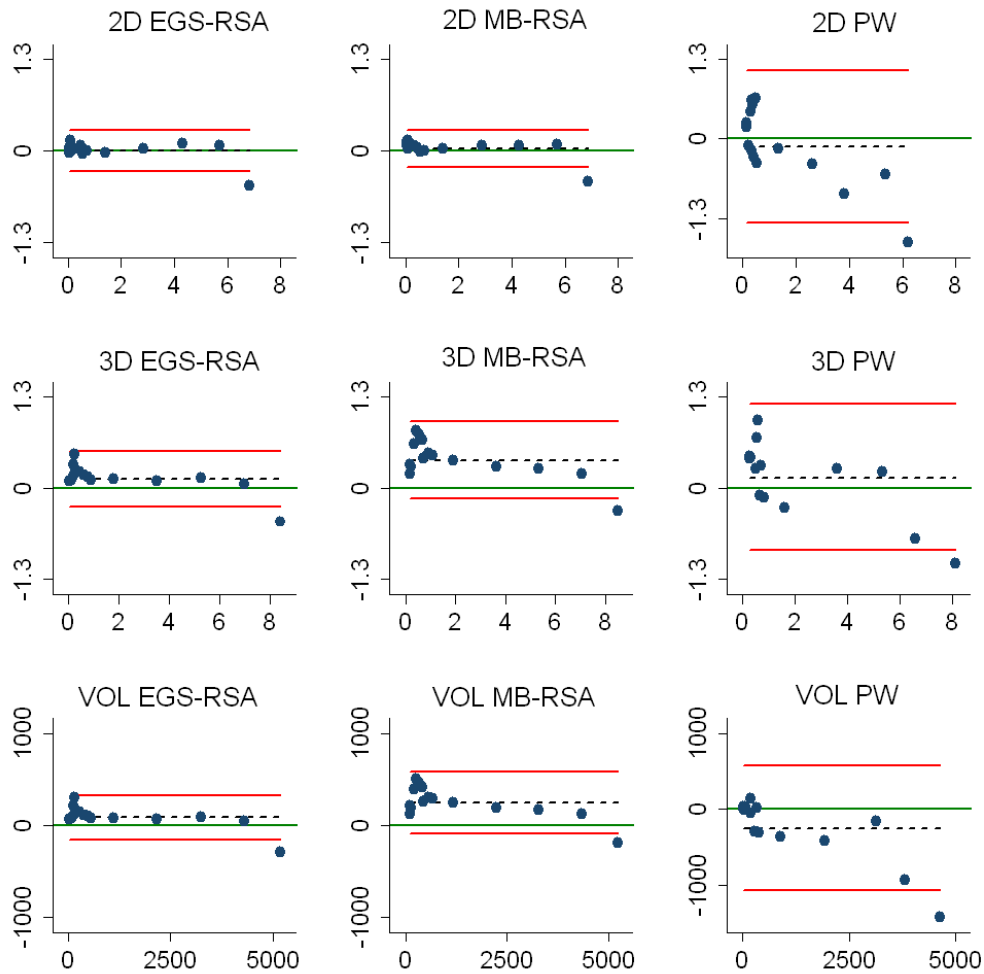 2D EGS-RSA
2D MB-RSA
2D PW
1.3
0
-1.3
0 2 4 6 8
1.3
0
-1.3
0 2 4 6 8
1.3
0
-1.3
0 2 4 6 8
3D EGS-RSA
3D MB-RSA
3D PW
1.3
0
-1.3
0 2 4 6 8
1.3
0
-1.3
0 2 4 6 8
1.3
0
-1.3
0 2 4 6 8
VOL EGS-RSA
VOL MB-RSA
VOL PW
1000
0
-1000
0 2500 5000
1000
0
-1000
0 2500 5000
1000
0
-1000
0 2500 5000